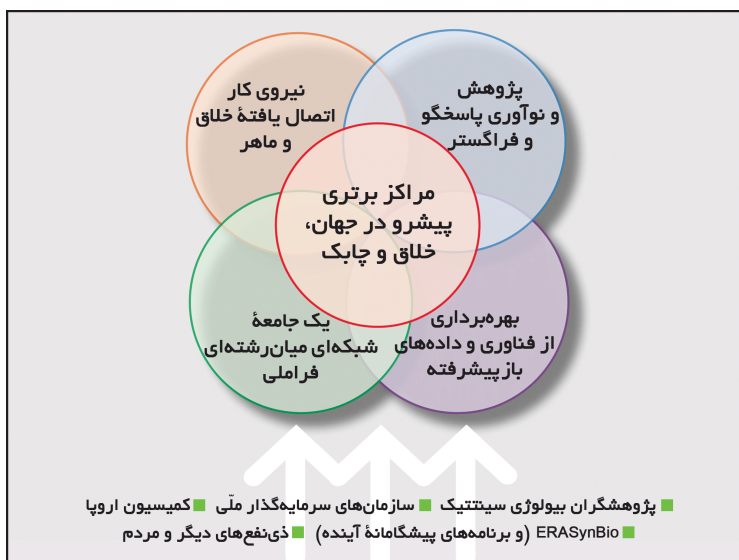 پژوهش
و نوآوری پاسخگو
و فراگستر
نیروی کار
اتصال یافتهٔ خلاق
و ماهر
مراکز برتری
پیشرو در جهان،
خلاق و چابک
بهره‌برداری
از فناوری و داده‌های
بازپیشرفته
یک جامعهٔ
شبکه‌ای میان‌رشته‌ای
فراملی
■ پژوهشگران بیولوژی سینتتیک ■ سازمان‌های سرمایه‌گذار ملّی ■ کمیسیون اروپا
■ ERASynBio (و برنامه‌های پیشگامانهٔ آینده) ■ ذی‌نفع‌های دیگر و مردم